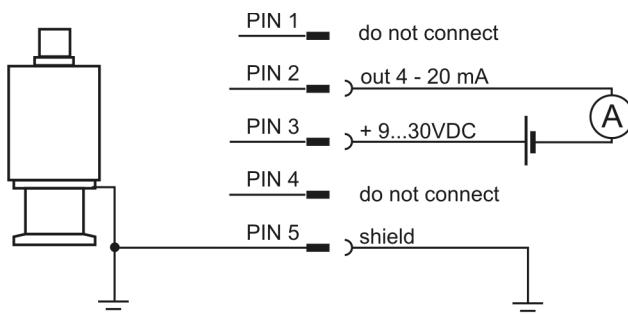 PIN 1 do not connect
PIN 2 out 4 - 20 mA
A
PIN 3 + 9...30VDC
PIN 4 do not connect
PIN 5 shield